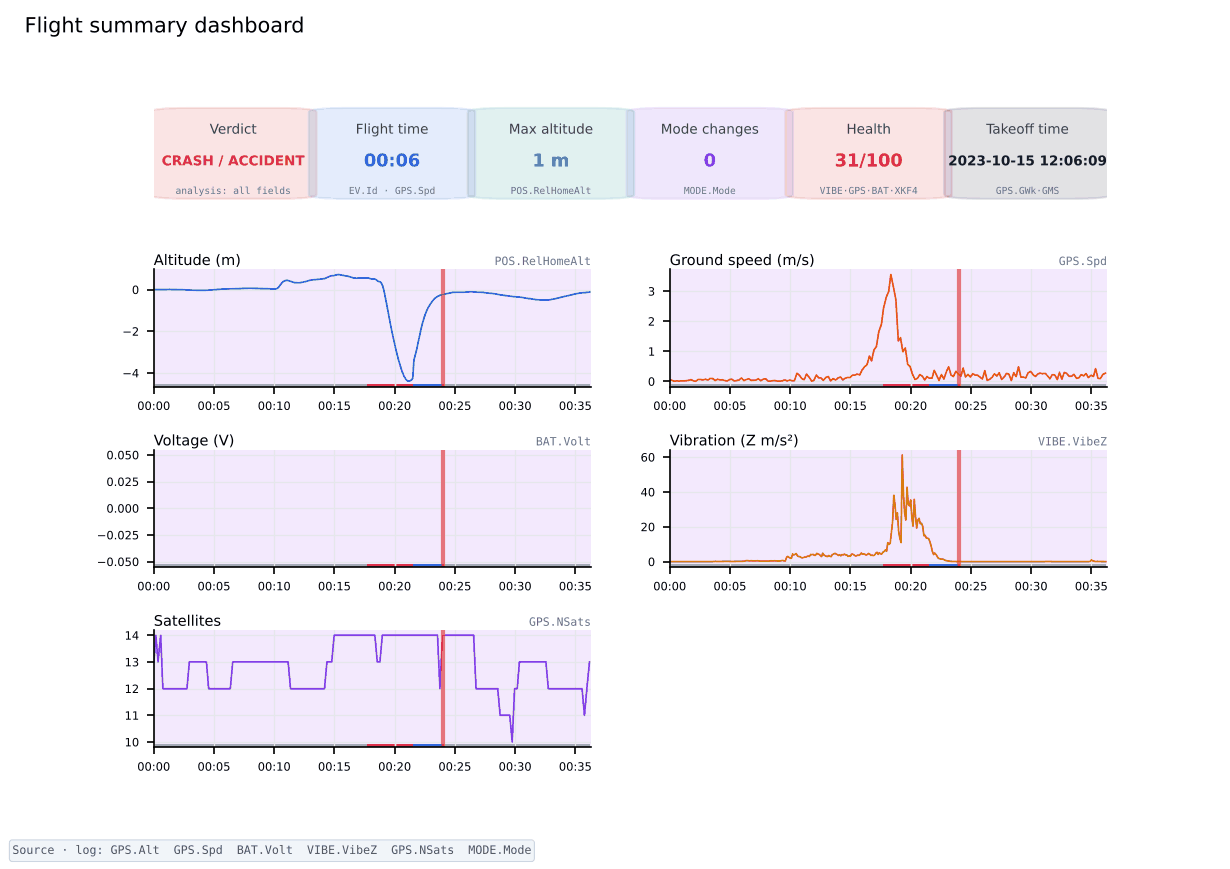 Flight summary dashboard
Verdict Flight time Max altitude Mode changes Health Takeoff time
CRASH / ACCIDENT 00:06 1 m 0 31/100 2023-10-15 12:06:09
analysis: all fields EV.Id · GPS.Spd POS.RelHomeAlt MODE.Mode VIBE·GPS·BAT·XKF4 GPS.GWk·GMS
Altitude (m) POS.RelHomeAlt
0
−2
−4
00:00 00:05 00:10 00:15 00:20 00:25 00:30 00:35
Ground speed (m/s) GPS.Spd
3
2
1
0
00:00 00:05 00:10 00:15 00:20 00:25 00:30 00:35
Voltage (V) BAT.Volt
0.050
0.025
0.000
−0.025
−0.050
00:00 00:05 00:10 00:15 00:20 00:25 00:30 00:35
Vibration (Z m/s²) VIBE.VibeZ
60
40
20
0
00:00 00:05 00:10 00:15 00:20 00:25 00:30 00:35
Satellites GPS.NSats
14
13
12
11
10
00:00 00:05 00:10 00:15 00:20 00:25 00:30 00:35
Source · log: GPS.Alt GPS.Spd BAT.Volt VIBE.VibeZ GPS.NSats MODE.Mode